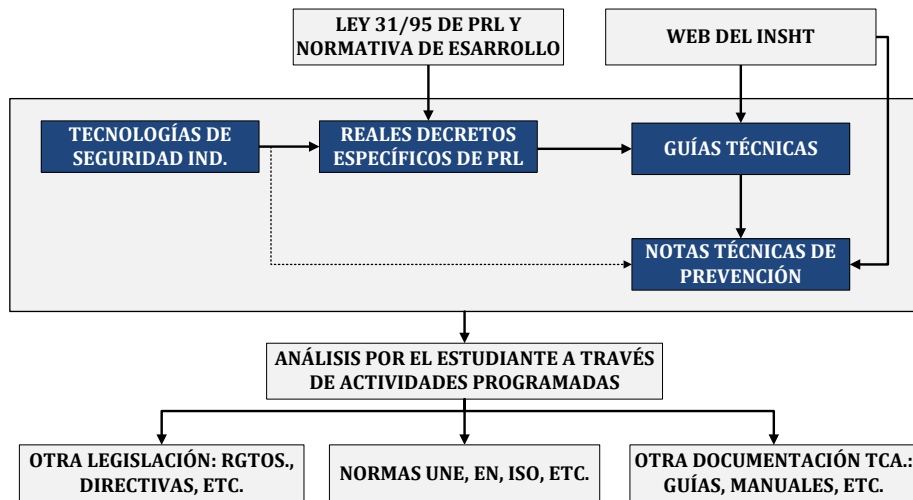 LEY 31/95 DE PRL Y
NORMATIVA DE ESARROLLO
WEB DEL INSHT
TECNOLOGÍAS DE
SEGURIDAD IND.
REALES DECRETOS
ESPECÍFICOS DE PRL
GUÍAS TÉCNICAS
NOTAS TÉCNICAS DE
PREVENCIÓN
ANÁLISIS POR EL ESTUDIANTE A TRAVÉS
DE ACTIVIDADES PROGRAMADAS
OTRA LEGISLACIÓN: RGTOS.,
DIRECTIVAS, ETC.
NORMAS UNE, EN, ISO, ETC.
OTRA DOCUMENTACIÓN TCA.:
GUÍAS, MANUALES, ETC.